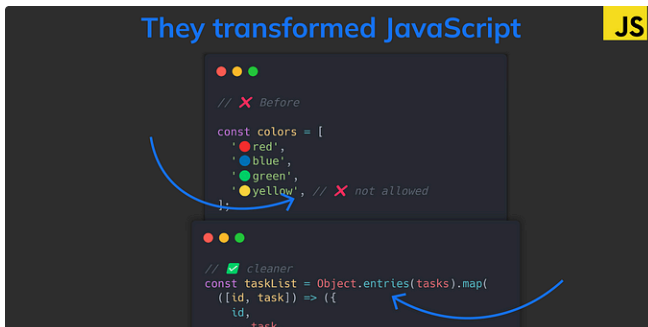 They transformed JavaScript
JS
// ❌ Before
const colors = [
'🔴red',
'🔵blue',
'🟢green',
'🟡yellow', // ❌ not allowed
];
// ✅ cleaner
const taskList = Object.entries(tasks).map(
([id, task]) => ({
id,
task